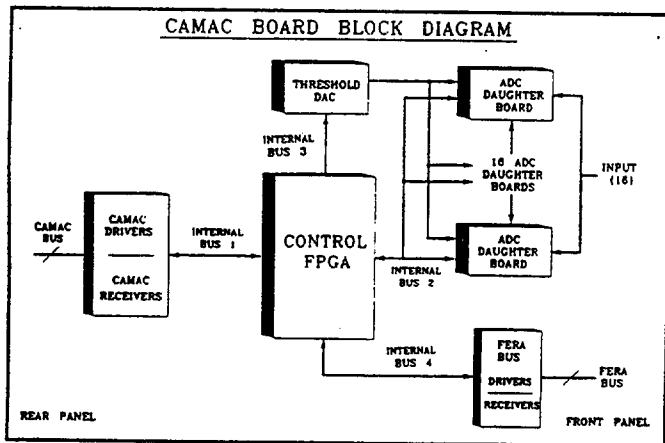 CAMAC BOARD BLOCK DIAGRAM
THRESHOLD
DAC
ADC
DAUGHTER
BOARD
INTERNAL
BUS 3
16 ADC
DAUGHTER
BOARDS
INPUT
(16)
CAMAC
BUS
CAMAC
DRIVERS
CAMAC
RECEIVERS
INTERNAL
BUS 1
CONTROL
FPGA
INTERNAL
BUS 2
ADC
DAUGHTER
BOARD
INTERNAL
BUS 4
FERA
BUS
DRIVERS
RECEIVERS
FERA
BUS
REAR PANEL
FRONT PANEL